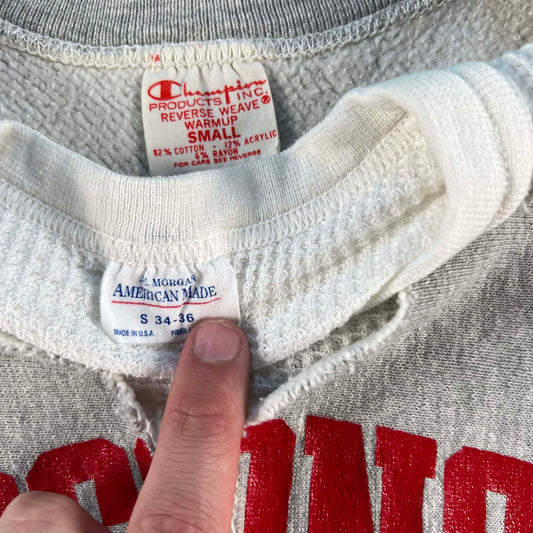 Champion
PRODUCTS INC.
REVERSE WEAVE®
WARMUP
SMALL
82% COTTON · 12% ACRYLIC
6% RAYON
FOR CARE SEE REVERSE
MORGAN
AMERICAN MADE
S 34-36
MADE IN U.S.A.